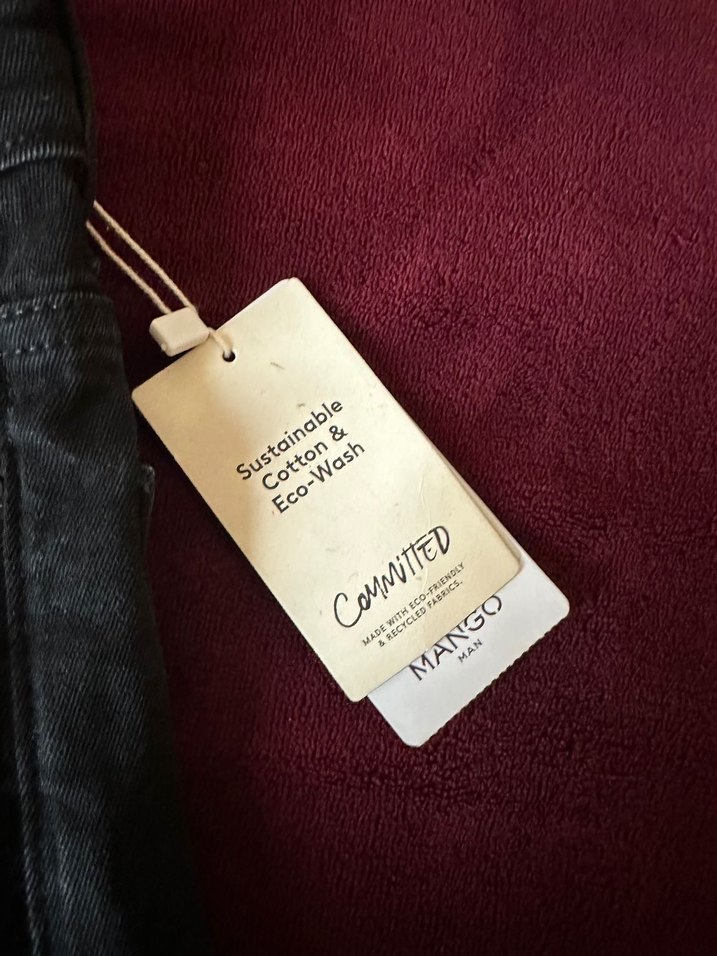 Sustainable
Cotton &
Eco-Wash
COMMITTED
MADE WITH ECO-FRIENDLY
& RECYCLED FABRICS.
MANGO
MAN